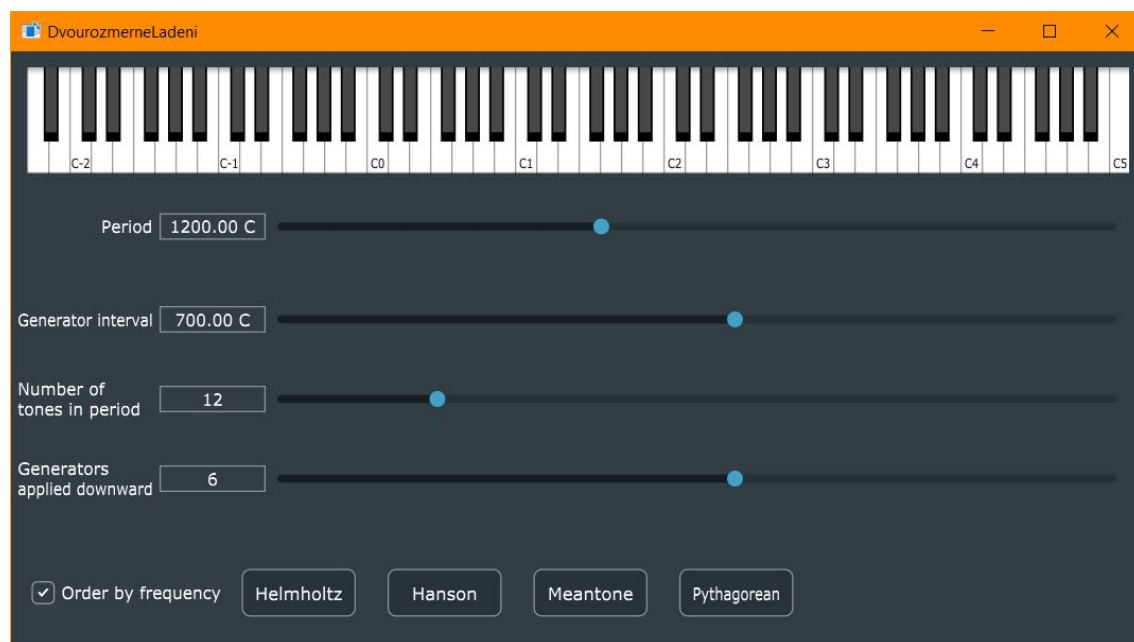 DvourozmerneLadeni
C-2 C-1 C0 C1 C2 C3 C4 C5
Period 1200.00 C
Generator interval 700.00 C
Number of
tones in period 12
Generators
applied downward 6
Order by frequency Helmholtz Hanson Meantone Pythagorean